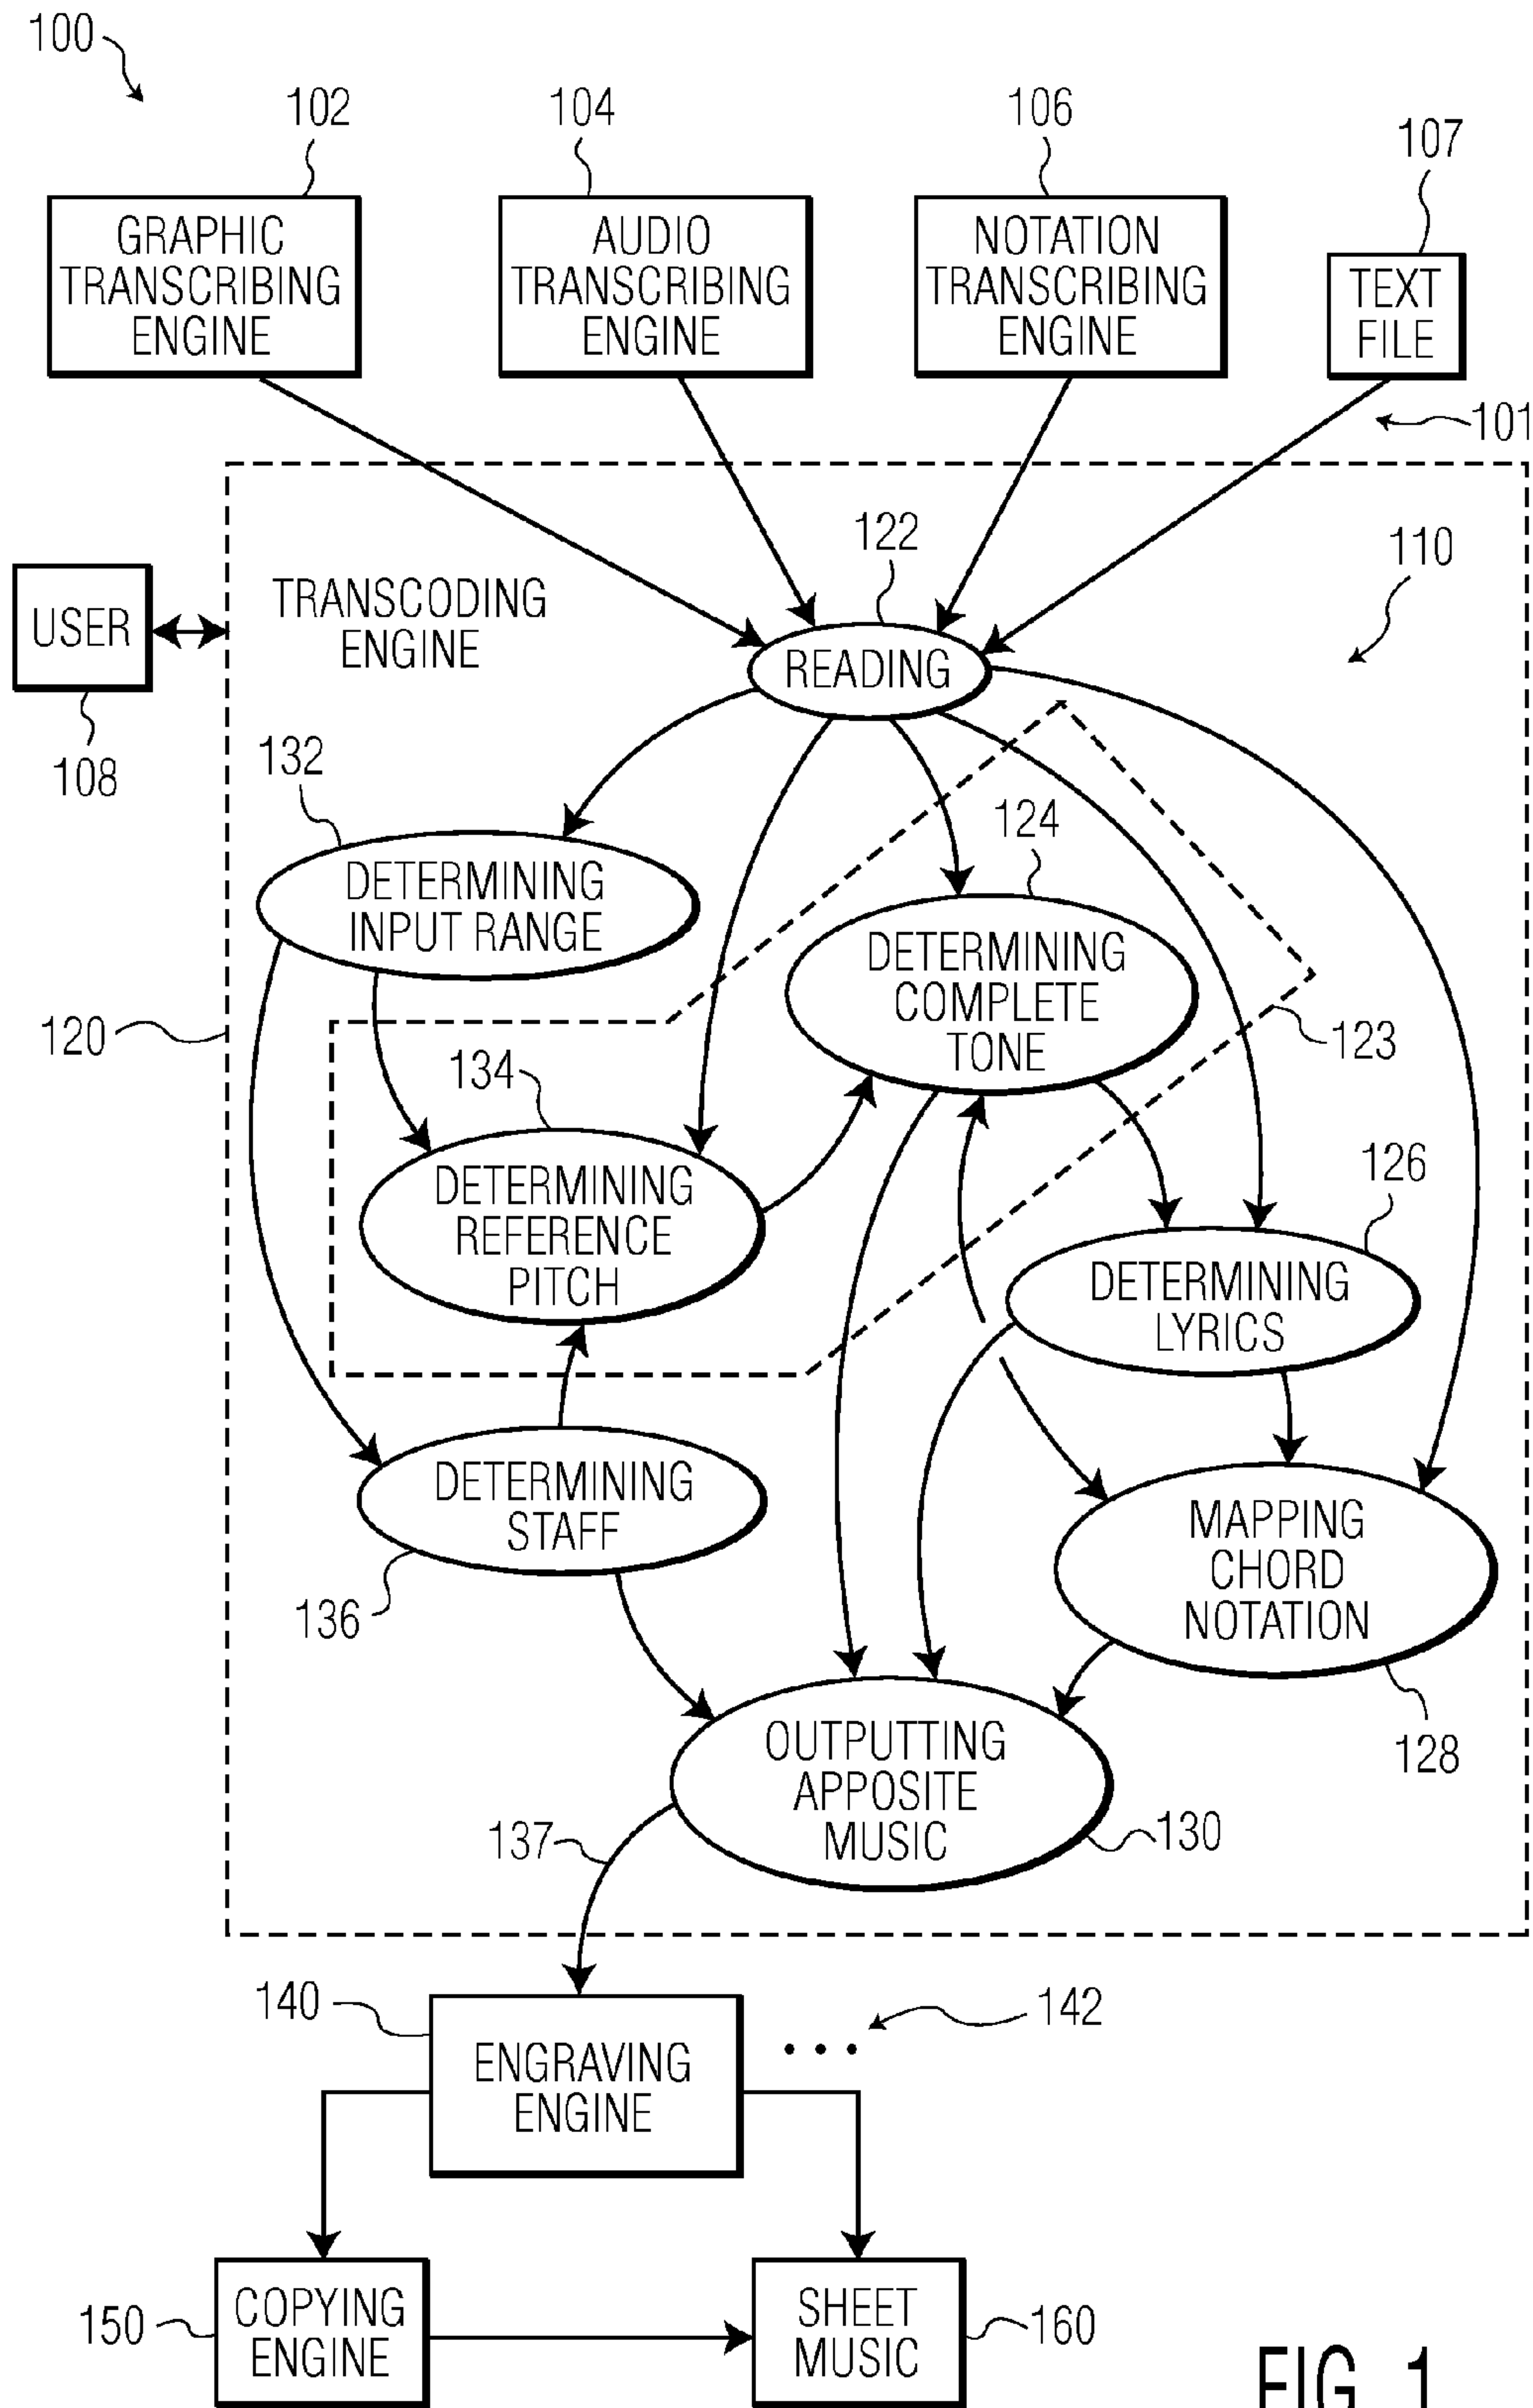 100
102
104
106
107
GRAPHIC
TRANSCRIBING
ENGINE
AUDIO
TRANSCRIBING
ENGINE
NOTATION
TRANSCRIBING
ENGINE
TEXT
FILE
101
122
110
TRANSCODING
ENGINE
USER
READING
108
132
124
DETERMINING
INPUT RANGE
DETERMINING
COMPLETE
TONE
120
123
134
126
DETERMINING
REFERENCE
PITCH
DETERMINING
LYRICS
DETERMINING
STAFF
MAPPING
CHORD
NOTATION
136
128
OUTPUTTING
APPOSITE
MUSIC
137
130
140
142
ENGRAVING
ENGINE
...
150
COPYING
ENGINE
SHEET
MUSIC
160
FIG. 1